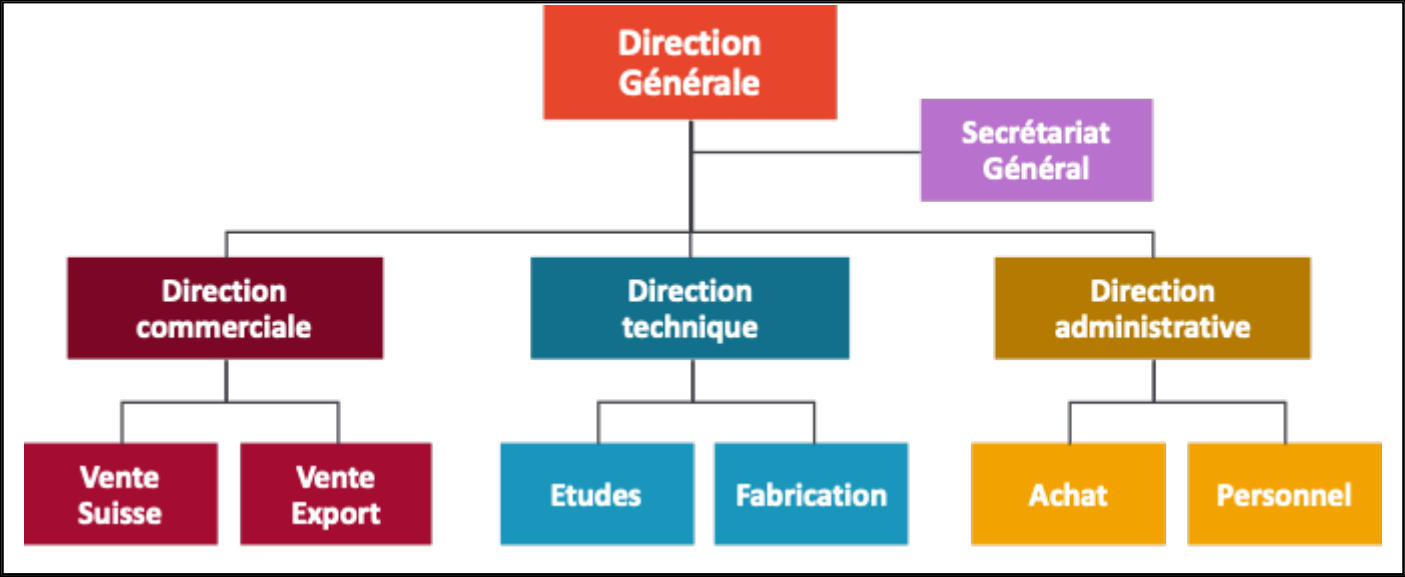 Direction
Générale
Secrétariat
Général
Direction
commerciale
Direction
technique
Direction
administrative
Vente
Suisse
Vente
Export
Etudes
Fabrication
Achat
Personnel